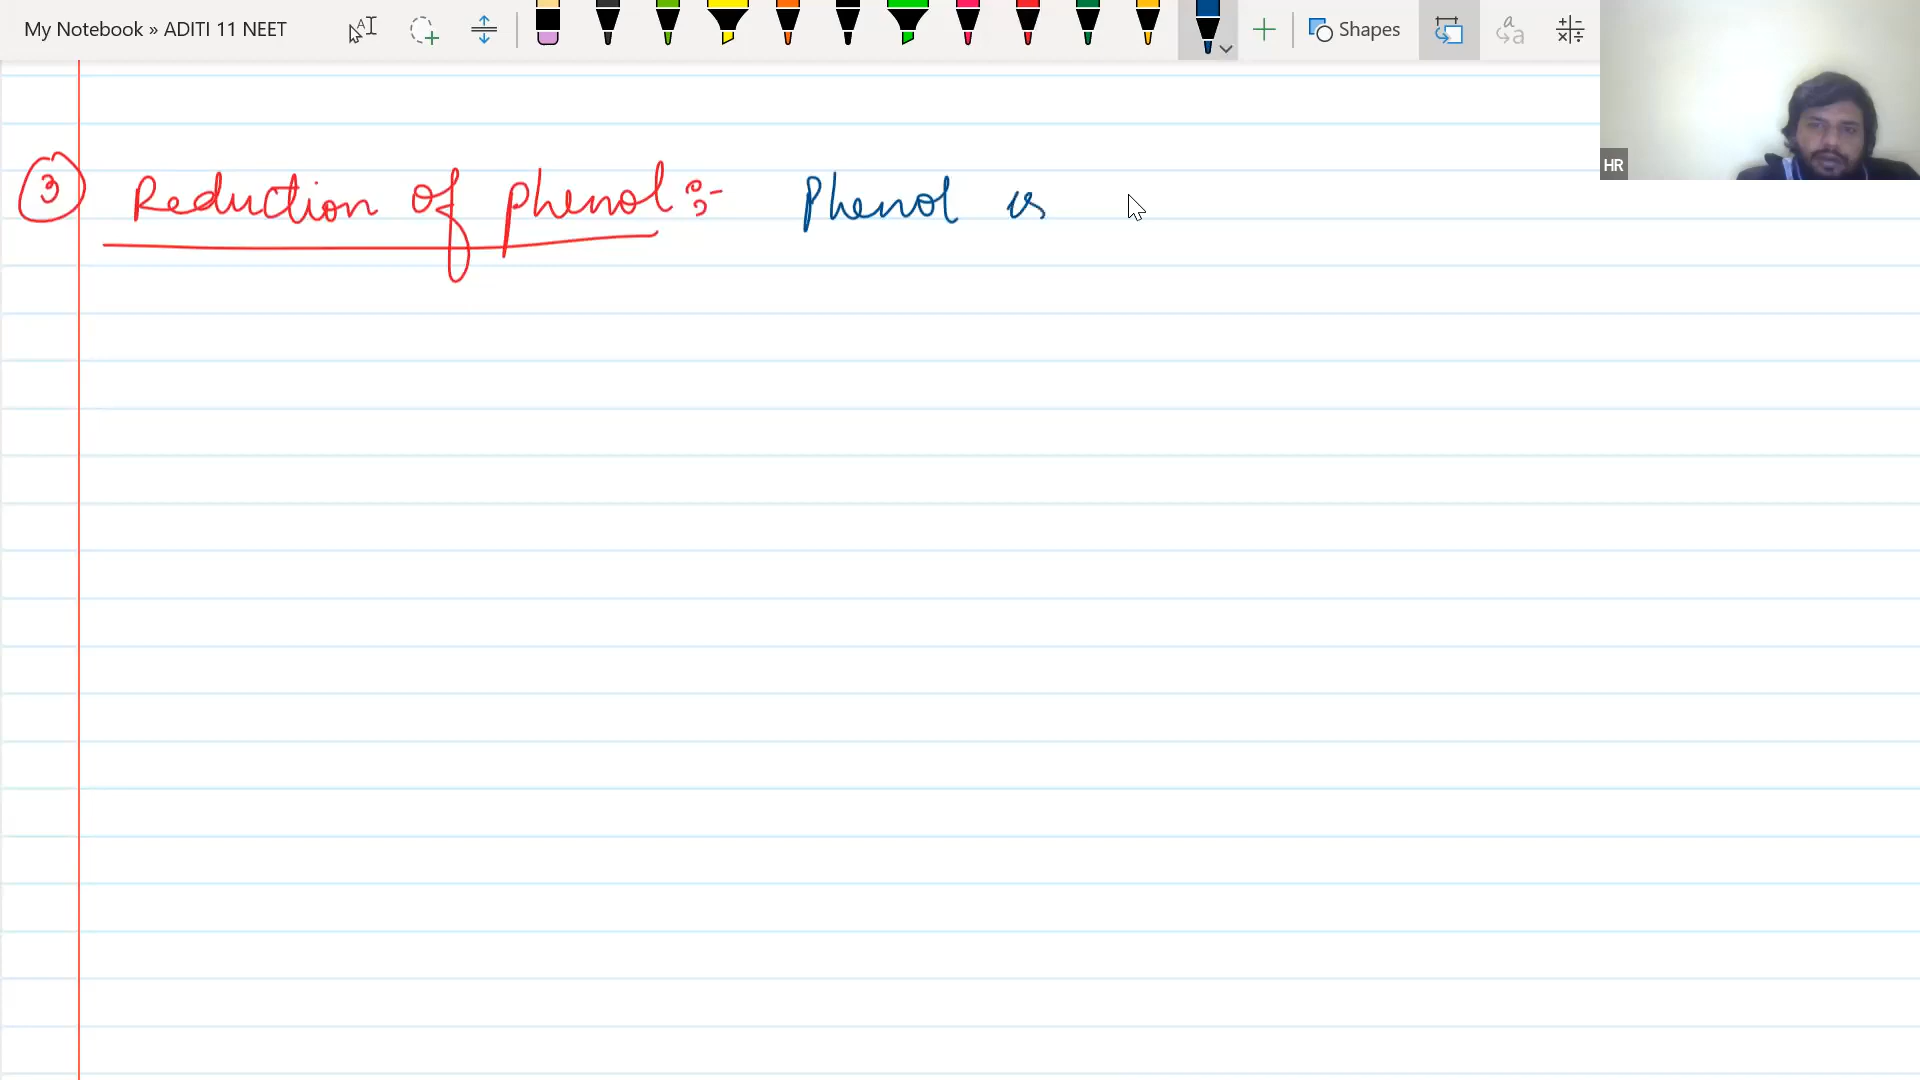 My Notebook » ADITI 11 NEET
Shapes
HR
3 Reduction of phenol:- Phenol is